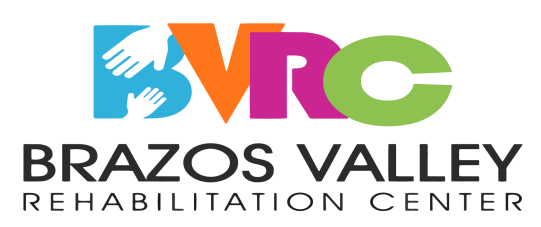 BVRC
BRAZOS VALLEY
REHABILITATION CENTER